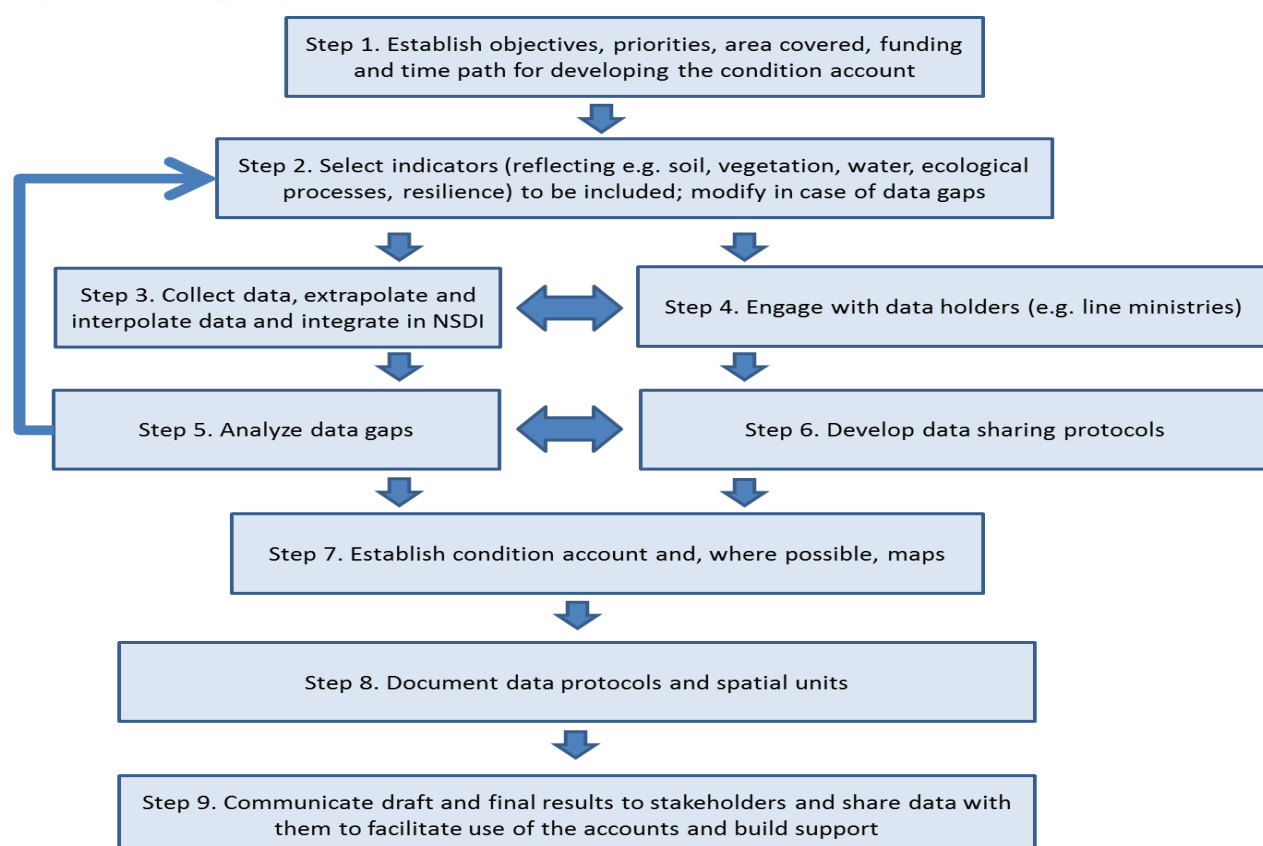 Step 1. Establish objectives, priorities, area covered, funding
and time path for developing the condition account
Step 2. Select indicators (reflecting e.g. soil, vegetation, water, ecological
processes, resilience) to be included; modify in case of data gaps
Step 3. Collect data, extrapolate and
interpolate data and integrate in NSDI
Step 4. Engage with data holders (e.g. line ministries)
Step 5. Analyze data gaps
Step 6. Develop data sharing protocols
Step 7. Establish condition account and, where possible, maps
Step 8. Document data protocols and spatial units
Step 9. Communicate draft and final results to stakeholders and share data with
them to facilitate use of the accounts and build support